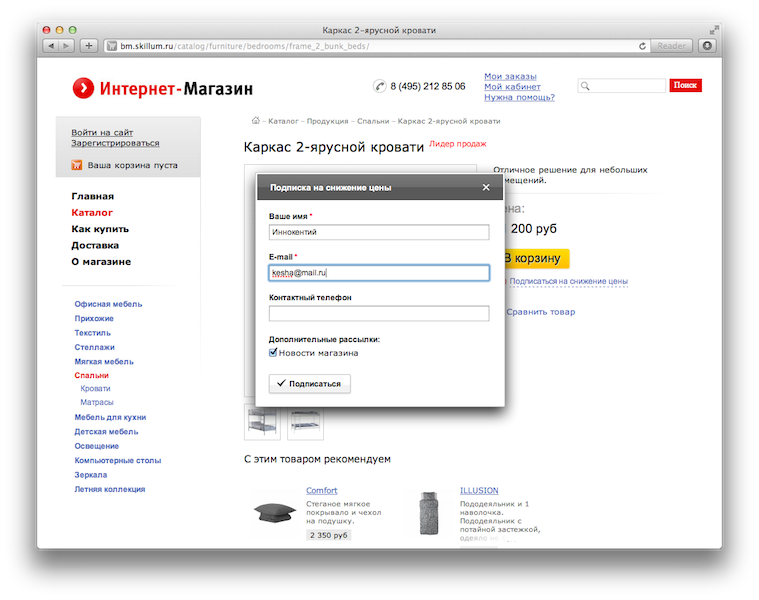 Каркас 2-ярусной кровати
bm.skillum.ru/catalog/furniture/bedrooms/frame_2_bunk_beds/
Reader
Интернет-Магазин
8 (495) 212 85 06
Мои заказы
Мой кабинет
Нужна помощь?
Поиск
Войти на сайт
Зарегистрироваться
Ваша корзина пуста
Главная
Каталог
Как купить
Доставка
О магазине
Офисная мебель
Прихожие
Текстиль
Стеллажи
Мягкая мебель
Спальни
Кровати
Матрасы
Мебель для кухни
Детская мебель
Освещение
Компьютерные столы
Зеркала
Летняя коллекция
– Каталог – Продукция – Спальни – Каркас 2-ярусной кровати
Каркас 2-ярусной кровати Лидер продаж
Отличное решение для небольших
мещений.
на:
200 руб
В корзину
Подписаться на снижение цены
Сравнить товар
Подписка на снижение цены
Ваше имя *
Иннокентий
E-mail *
kesha@mail.ru
Контактный телефон
Дополнительные рассылки:
Новости магазина
Подписаться
С этим товаром рекомендуем
Comfort
Стеганое мягкое
покрывало и чехол
на подушку.
2 350 руб
ILLUSION
Пододеяльник и 1
наволочка.
Пододеяльник с
потайной застежкой,